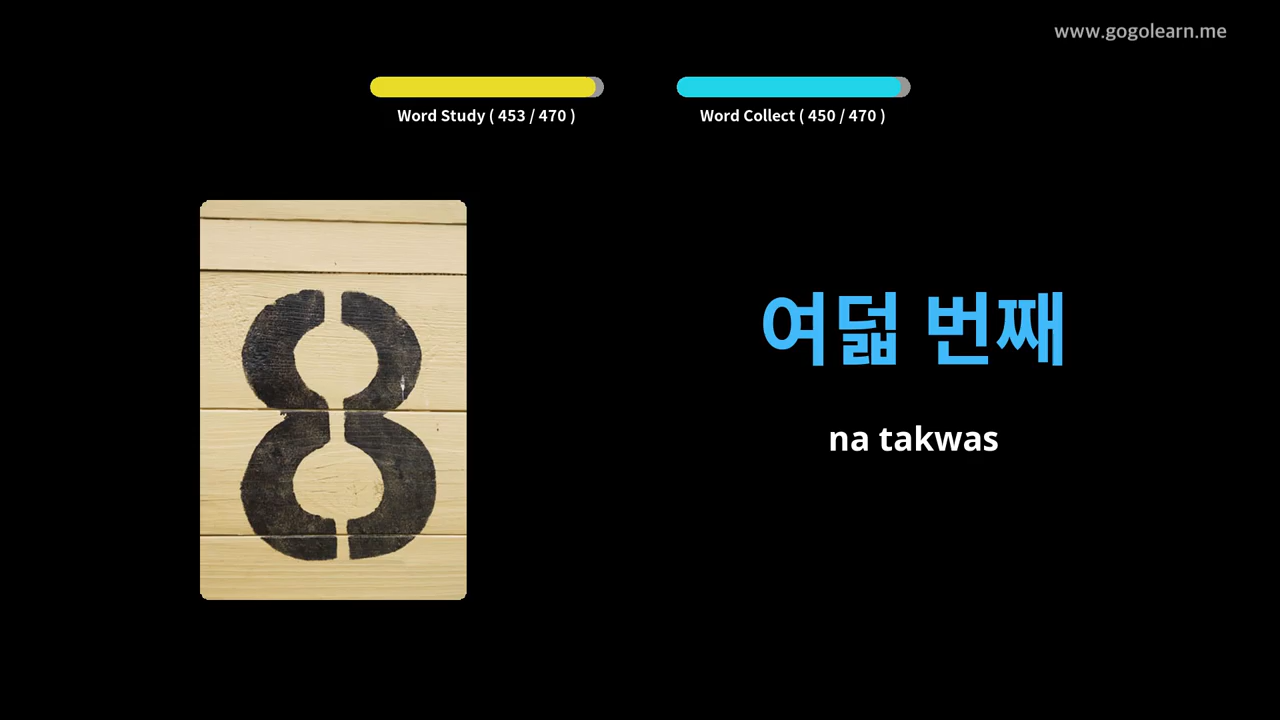 www.gogolearn.me
Word Study ( 453 / 470 )
Word Collect ( 450 / 470 )
8
여덟 번째
na takwas